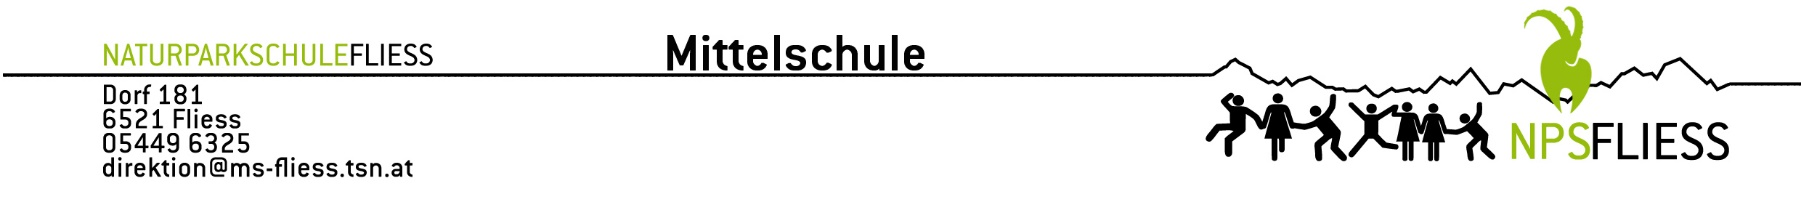 NATURPARKSCHULEFLIESS
Mittelschule
Dorf 181
6521 Fliess
05449 6325
direktion@ms-fliess.tsn.at
NPSFLIESS